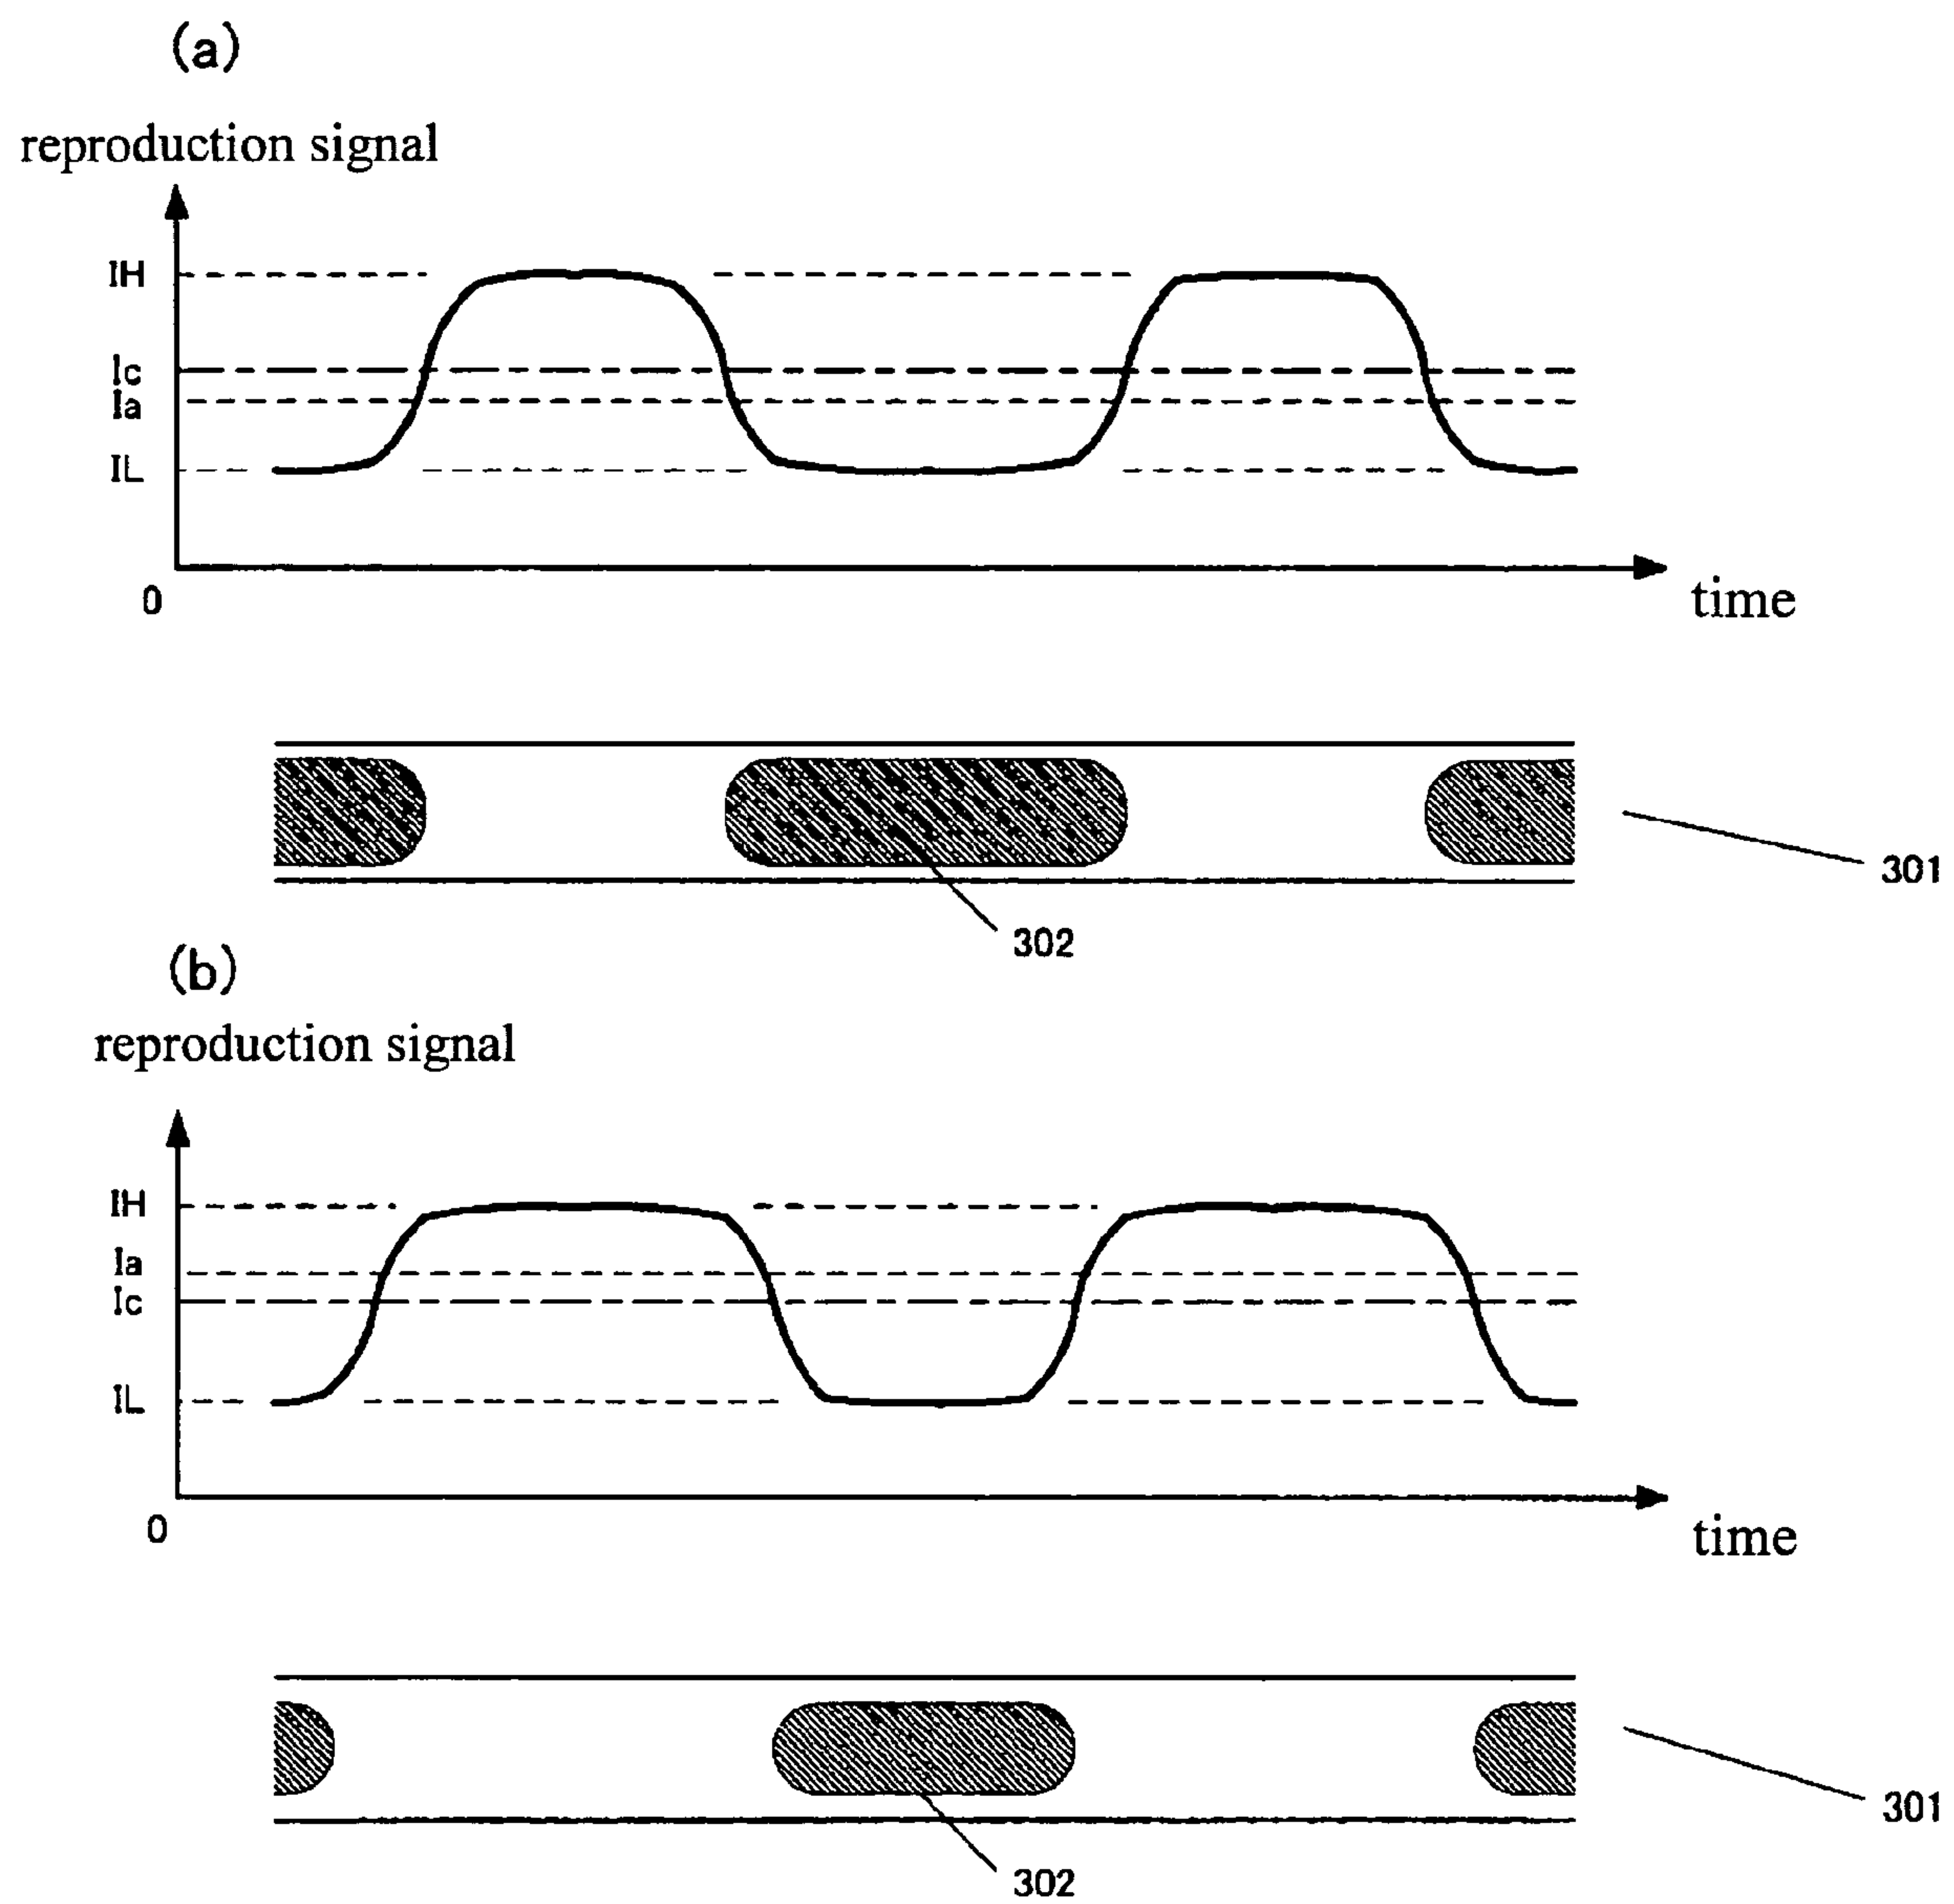 (a)
reproduction signal
IH
Ic
Ia
IL
0
time
301
302
(b)
reproduction signal
IH
Ia
Ic
IL
0
time
301
302